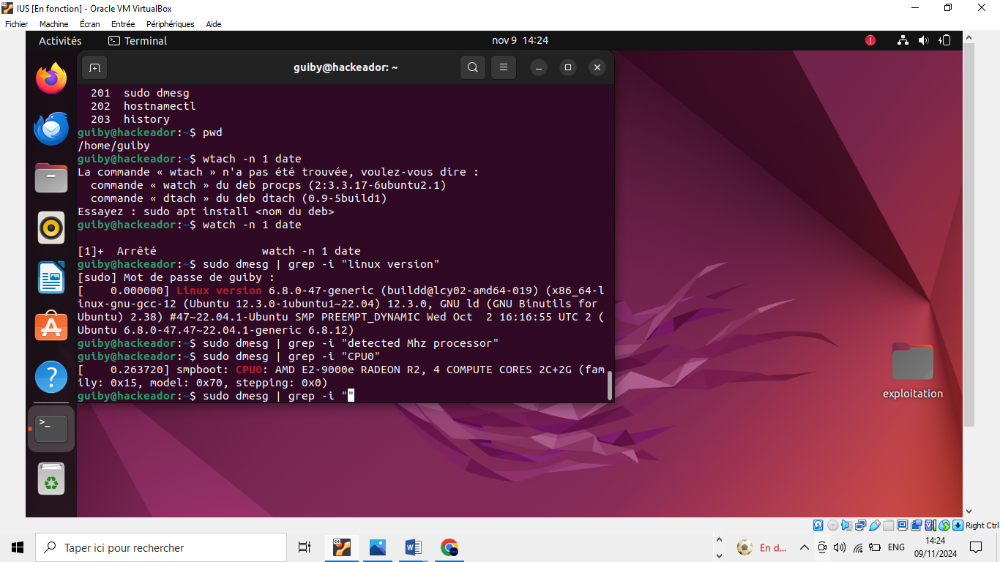 IUS [En fonction] - Oracle VM VirtualBox
Fichier Machine Écran Entrée Périphériques Aide
Activités Terminal nov 9 14:24
guiby@hackeador: ~
201 sudo dmesg
202 hostnamectl
203 history
guiby@hackeador:~$ pwd
/home/guiby
guiby@hackeador:~$ wtach -n 1 date
La commande « wtach » n'a pas été trouvée, voulez-vous dire :
commande « watch » du deb procps (2:3.3.17-6ubuntu2.1)
commande « dtach » du deb dtach (0.9-5build1)
Essayez : sudo apt install <nom du deb>
guiby@hackeador:~$ watch -n 1 date
[1]+ Arrêté watch -n 1 date
guiby@hackeador:~$ sudo dmesg | grep -i "linux version"
[sudo] Mot de passe de guiby :
[ 0.000000] Linux version 6.8.0-47-generic (buildd@lcy02-amd64-019) (x86_64-l
inux-gnu-gcc-12 (Ubuntu 12.3.0-1ubuntu1~22.04) 12.3.0, GNU ld (GNU Binutils for
Ubuntu) 2.38) #47~22.04.1-Ubuntu SMP PREEMPT_DYNAMIC Wed Oct 2 16:16:55 UTC 2 (
Ubuntu 6.8.0-47.47~22.04.1-generic 6.8.12)
guiby@hackeador:~$ sudo dmesg | grep -i "detected Mhz processor"
guiby@hackeador:~$ sudo dmesg | grep -i "CPU0"
[ 0.263720] smpboot: CPU0: AMD E2-9000e RADEON R2, 4 COMPUTE CORES 2C+2G (fam
ily: 0x15, model: 0x70, stepping: 0x0)
guiby@hackeador:~$ sudo dmesg | grep -i ""
exploitation
Right Ctrl
Taper ici pour rechercher
En d...
ENG
14:24
09/11/2024